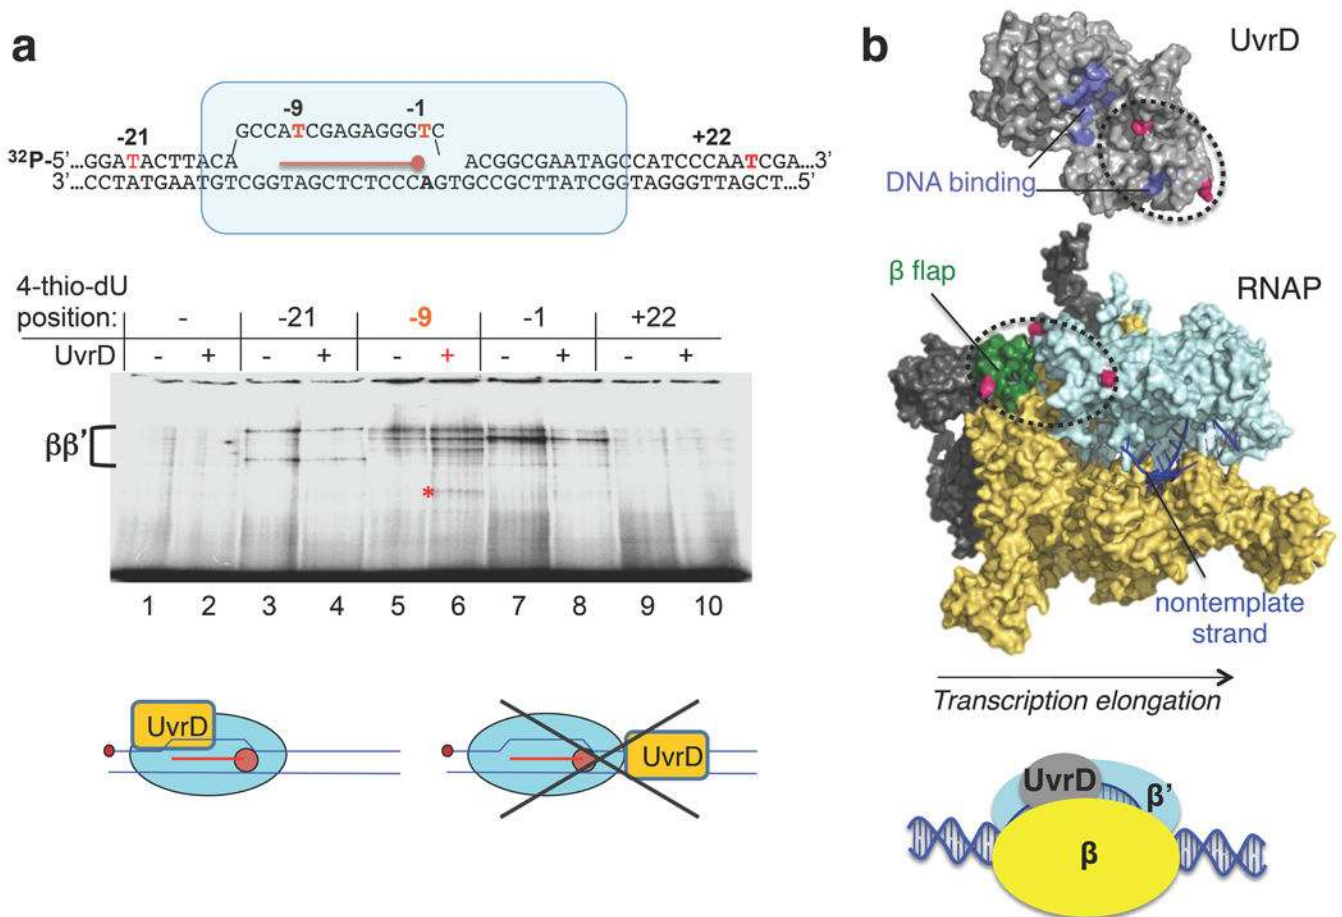 a
-9 -1
GCCATCGAGAGGGTC
-21 +22
32P-5'...GGATACTTACA ACGGCGAATAGCCATCCCAATCGA...3'
3'...CCTATGAATGTCGGTAGCTCTCCCAGTGCCGCTTATCGGTAGGGTTAGCT...5'
4-thio-dU
position: - -21 -9 -1 +22
UvrD - + - + - + - + - +
ββ'
*
1 2 3 4 5 6 7 8 9 10
UvrD
UvrD
b
UvrD
DNA binding
β flap
RNAP
nontemplate
strand
Transcription elongation
UvrD
β'
β